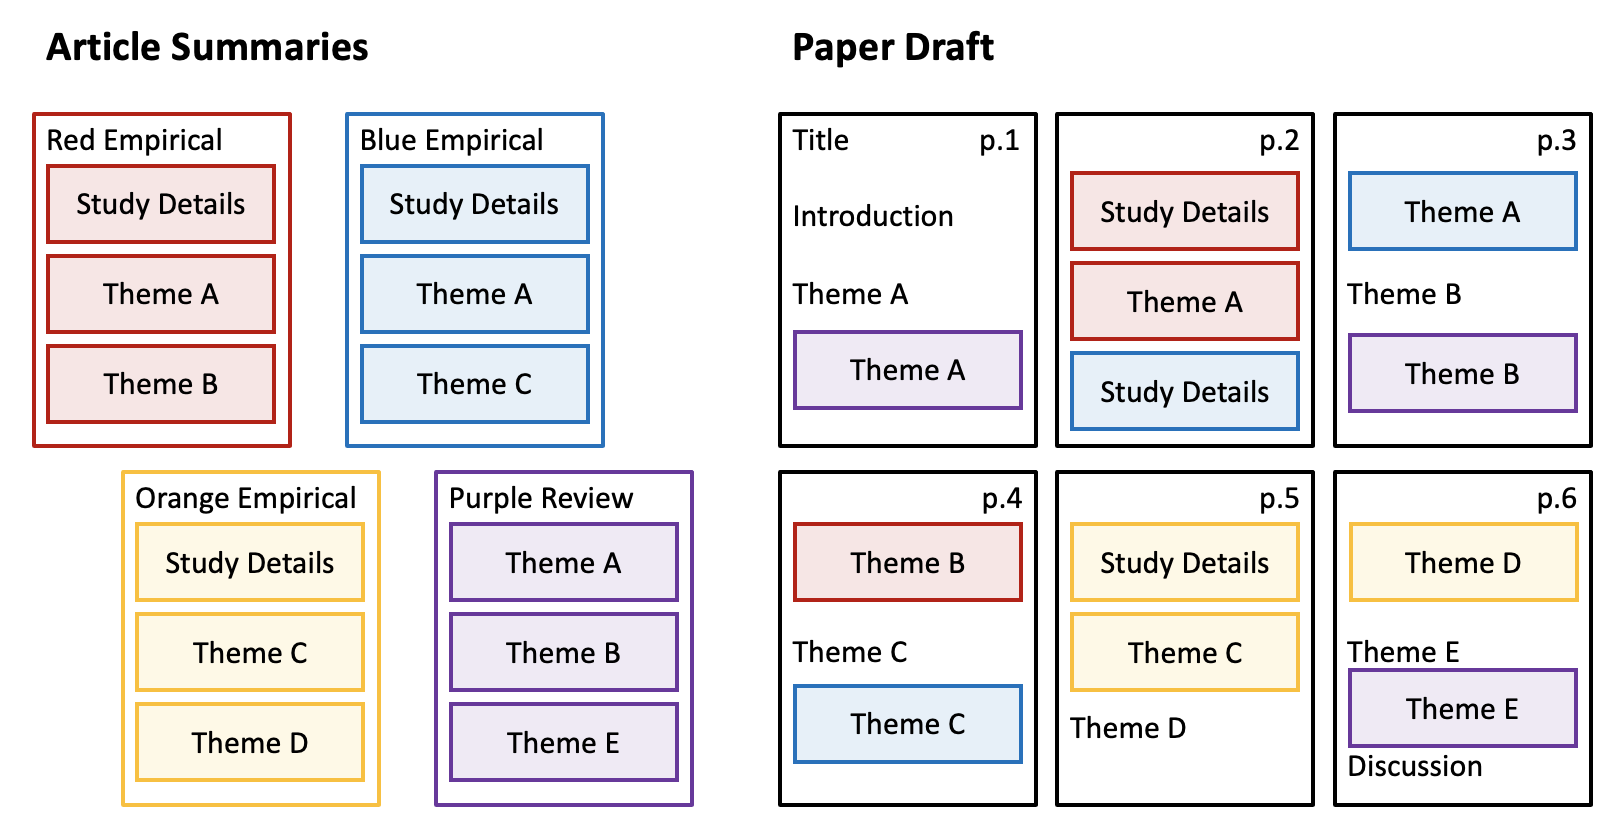 Article Summaries
Red Empirical
Study Details
Theme A
Theme B
Blue Empirical
Study Details
Theme A
Theme C
Orange Empirical
Study Details
Theme C
Theme D
Purple Review
Theme A
Theme B
Theme E
Paper Draft
Title p.1
Introduction
Theme A
Theme A
p.2
Study Details
Theme A
Study Details
p.3
Theme A
Theme B
Theme B
p.4
Theme B
Theme C
Theme C
p.5
Study Details
Theme C
Theme D
p.6
Theme D
Theme E
Theme E
Discussion